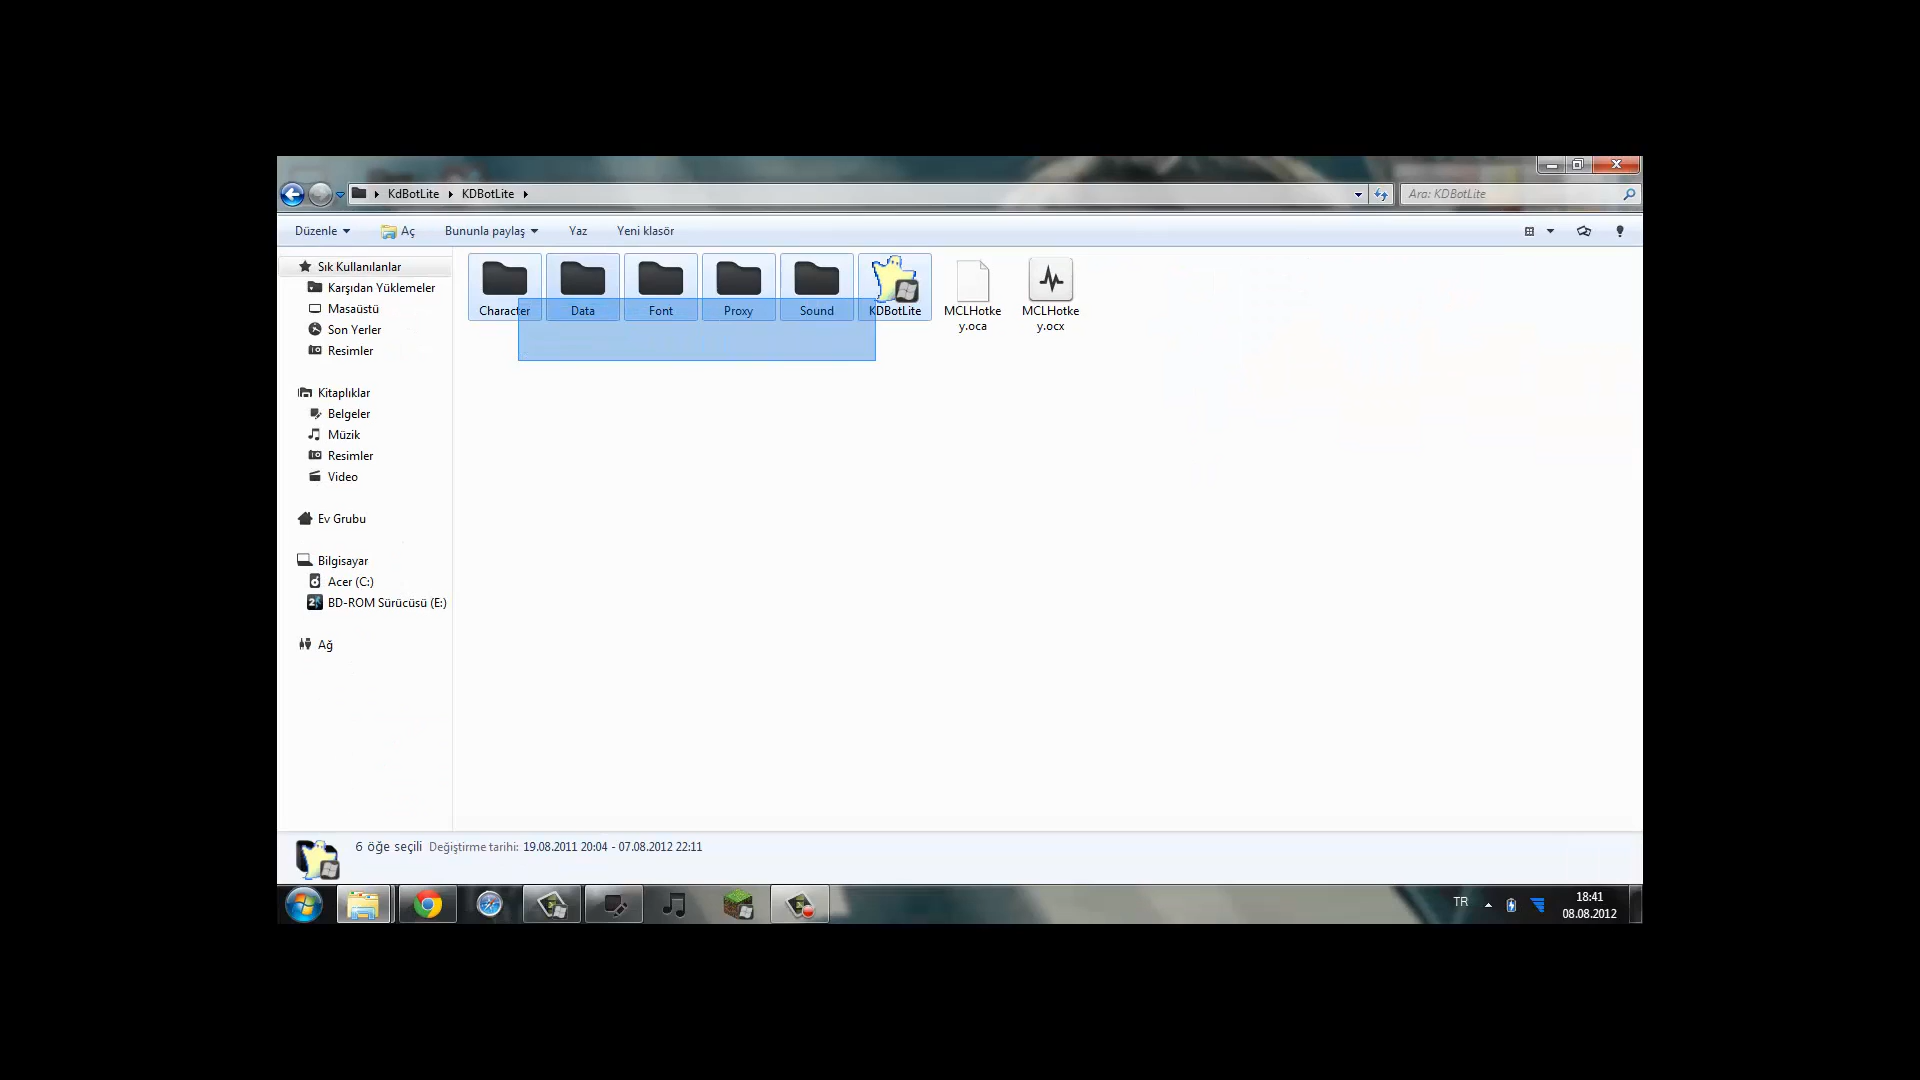 KdBotLite KDBotLite
Ara: KDBotLite
Düzenle Aç Bununla paylaş Yaz Yeni klasör
Sık Kullanılanlar
Karşıdan Yüklemeler
Masaüstü
Son Yerler
Resimler
Kitaplıklar
Belgeler
Müzik
Resimler
Video
Ev Grubu
Bilgisayar
Acer (C:)
BD-ROM Sürücüsü (E:)
Ağ
Character Data Font Proxy Sound KDBotLite MCLHotke MCLHotke
y.oca y.ocx
6 öğe seçili Değiştirme tarihi: 19.08.2011 20:04 - 07.08.2012 22:11
TR
18:41
08.08.2012